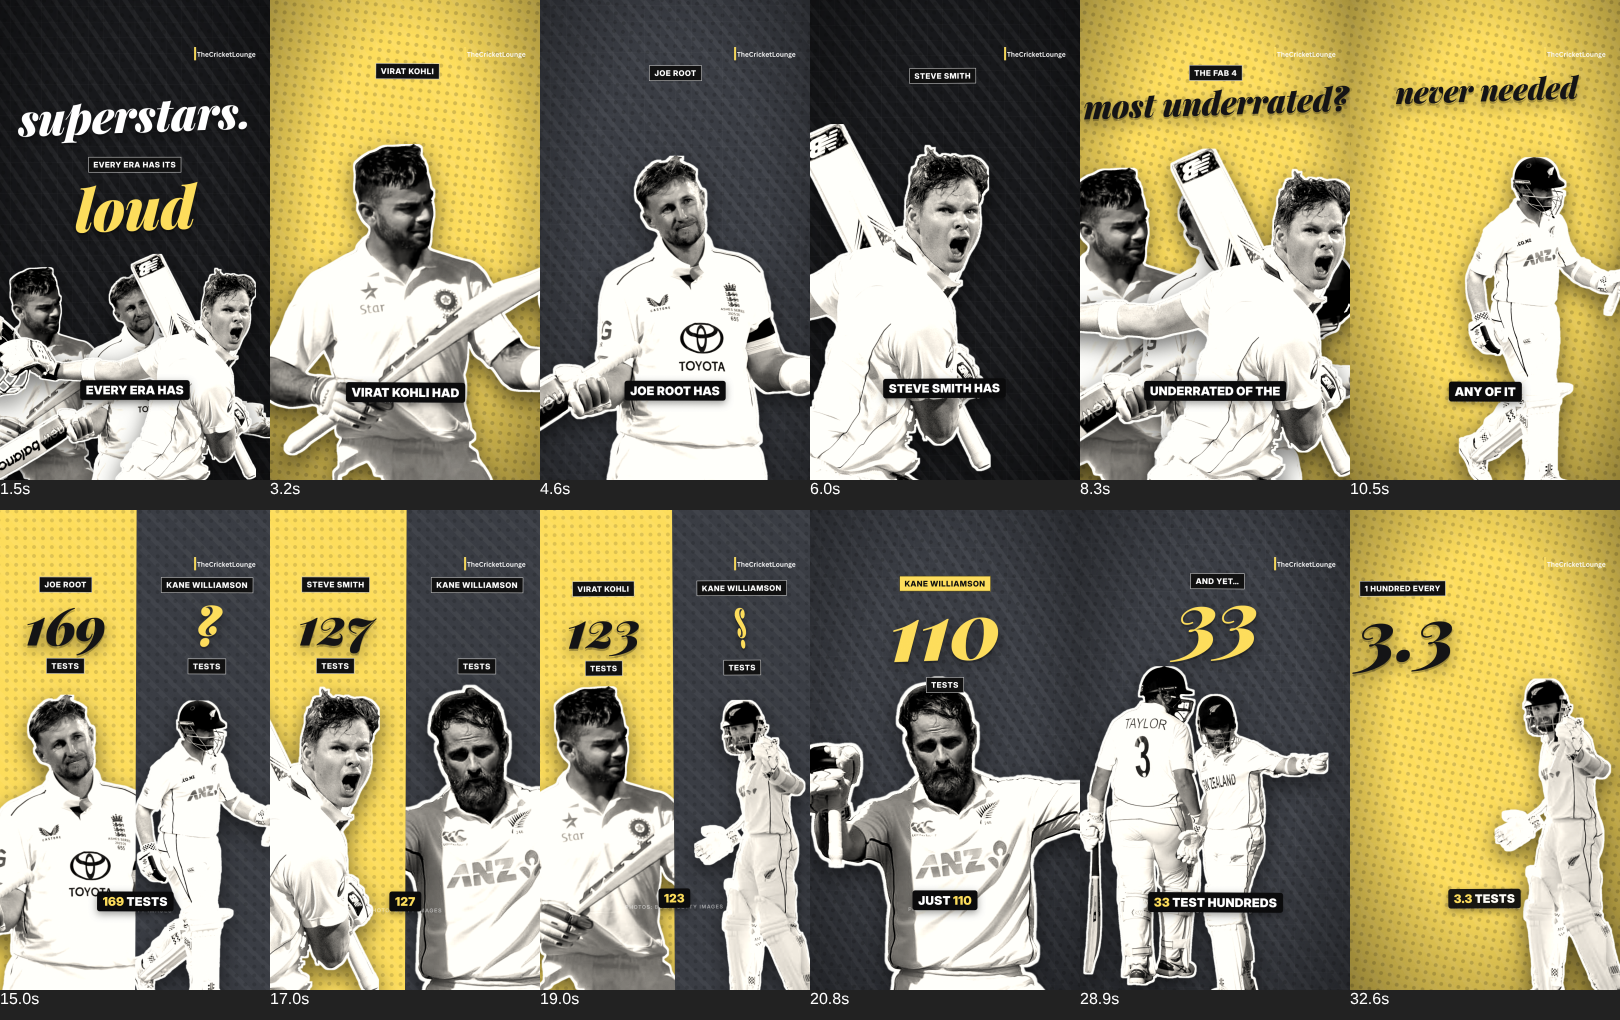 TheCricketLounge
superstars.
EVERY ERA HAS ITS
loud
EVERY ERA HAS
1.5s
TheCricketLounge
VIRAT KOHLI
Star
VIRAT KOHLI HAD
3.2s
TheCricketLounge
JOE ROOT
TOYOTA
JOE ROOT HAS
4.6s
TheCricketLounge
STEVE SMITH
STEVE SMITH HAS
6.0s
TheCricketLounge
THE FAB 4
most underrated?
UNDERRATED OF THE
8.3s
TheCricketLounge
never needed
ANZ
ANY OF IT
10.5s
TheCricketLounge
JOE ROOT
KANE WILLIAMSON
169
?
TESTS
TESTS
ANZ
TOYOTA
169 TESTS
15.0s
TheCricketLounge
STEVE SMITH
KANE WILLIAMSON
127
TESTS
TESTS
ANZ
127
17.0s
TheCricketLounge
VIRAT KOHLI
KANE WILLIAMSON
123
TESTS
TESTS
Star
123
19.0s
KANE WILLIAMSON
110
TESTS
ANZ
JUST 110
20.8s
TheCricketLounge
AND YET...
33
TAYLOR
3
33 TEST HUNDREDS
28.9s
TheCricketLounge
1 HUNDRED EVERY
3.3
3.3 TESTS
32.6s